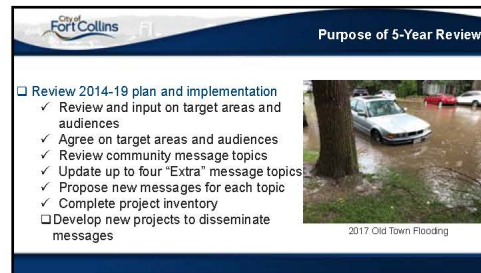 City of
Fort Collins
Purpose of 5-Year Review
❑ Review 2014-19 plan and implementation
✓ Review and input on target areas and
audiences
✓ Agree on target areas and audiences
✓ Review community message topics
✓ Update up to four “Extra” message topics
✓ Propose new messages for each topic
✓ Complete project inventory
❑Develop new projects to disseminate
messages
2017 Old Town Flooding